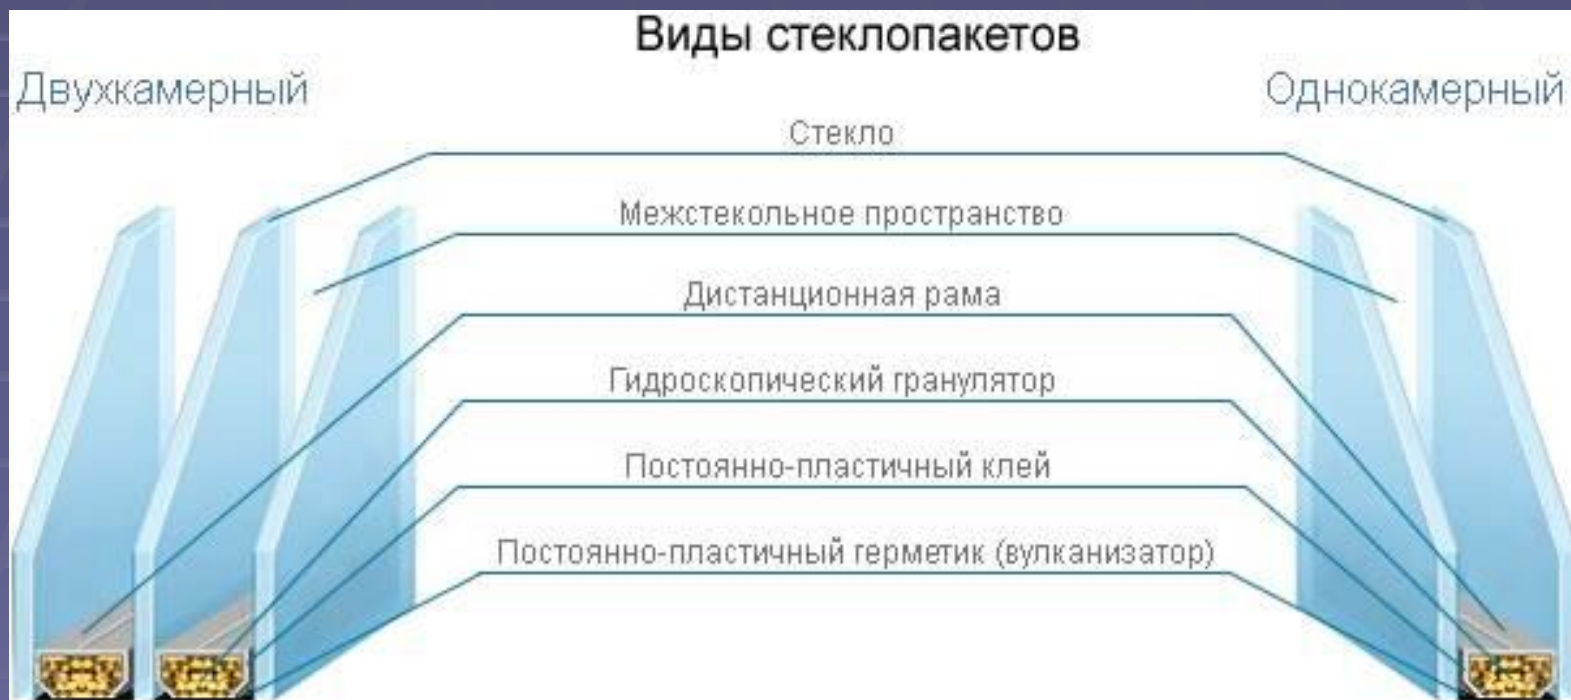 Виды стеклопакетов
Двухкамерный
Однокамерный
Стекло
Межстекольное пространство
Дистанционная рама
Гидроскопический гранулятор
Постоянно-пластичный клей
Постоянно-пластичный герметик (вулканизатор)